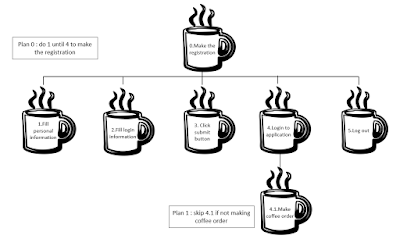 Plan 0 : do 1 until 4 to make
the registration
0.Make the
registration
1.Fill
personal
information
2.Fill login
information
3. Click
submit
button
4.Login to
application
5.Log out
Plan 1 : skip 4.1 if not making
coffee order
4.1.Make
coffee order